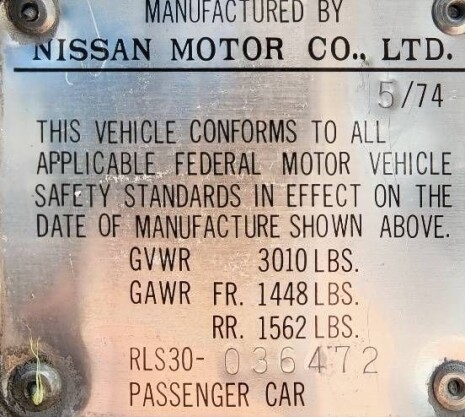 MANUFACTURED BY
NISSAN MOTOR CO., LTD.
5/74
THIS VEHICLE CONFORMS TO ALL
APPLICABLE FEDERAL MOTOR VEHICLE
SAFETY STANDARDS IN EFFECT ON THE
DATE OF MANUFACTURE SHOWN ABOVE.
GVWR 3010 LBS.
GAWR FR. 1448 LBS.
RR. 1562 LBS.
RLS30-036472
PASSENGER CAR